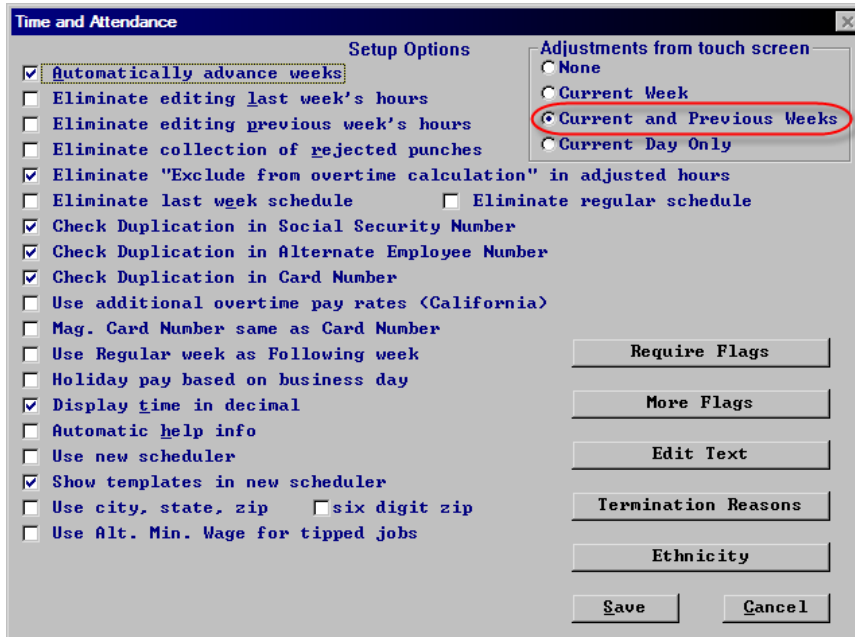 Time and Attendance
Setup Options
Adjustments from touch screen
None
Current Week
Current and Previous Weeks
Current Day Only
Automatically advance weeks
Eliminate editing last week's hours
Eliminate editing previous week's hours
Eliminate collection of rejected punches
Eliminate "Exclude from overtime calculation" in adjusted hours
Eliminate last week schedule Eliminate regular schedule
Check Duplication in Social Security Number
Check Duplication in Alternate Employee Number
Check Duplication in Card Number
Use additional overtime pay rates (California)
Mag. Card Number same as Card Number
Use Regular week as Following week
Holiday pay based on business day
Display time in decimal
Automatic help info
Use new scheduler
Show templates in new scheduler
Use city, state, zip six digit zip
Use Alt. Min. Wage for tipped jobs
Require Flags
More Flags
Edit Text
Termination Reasons
Ethnicity
Save Cancel